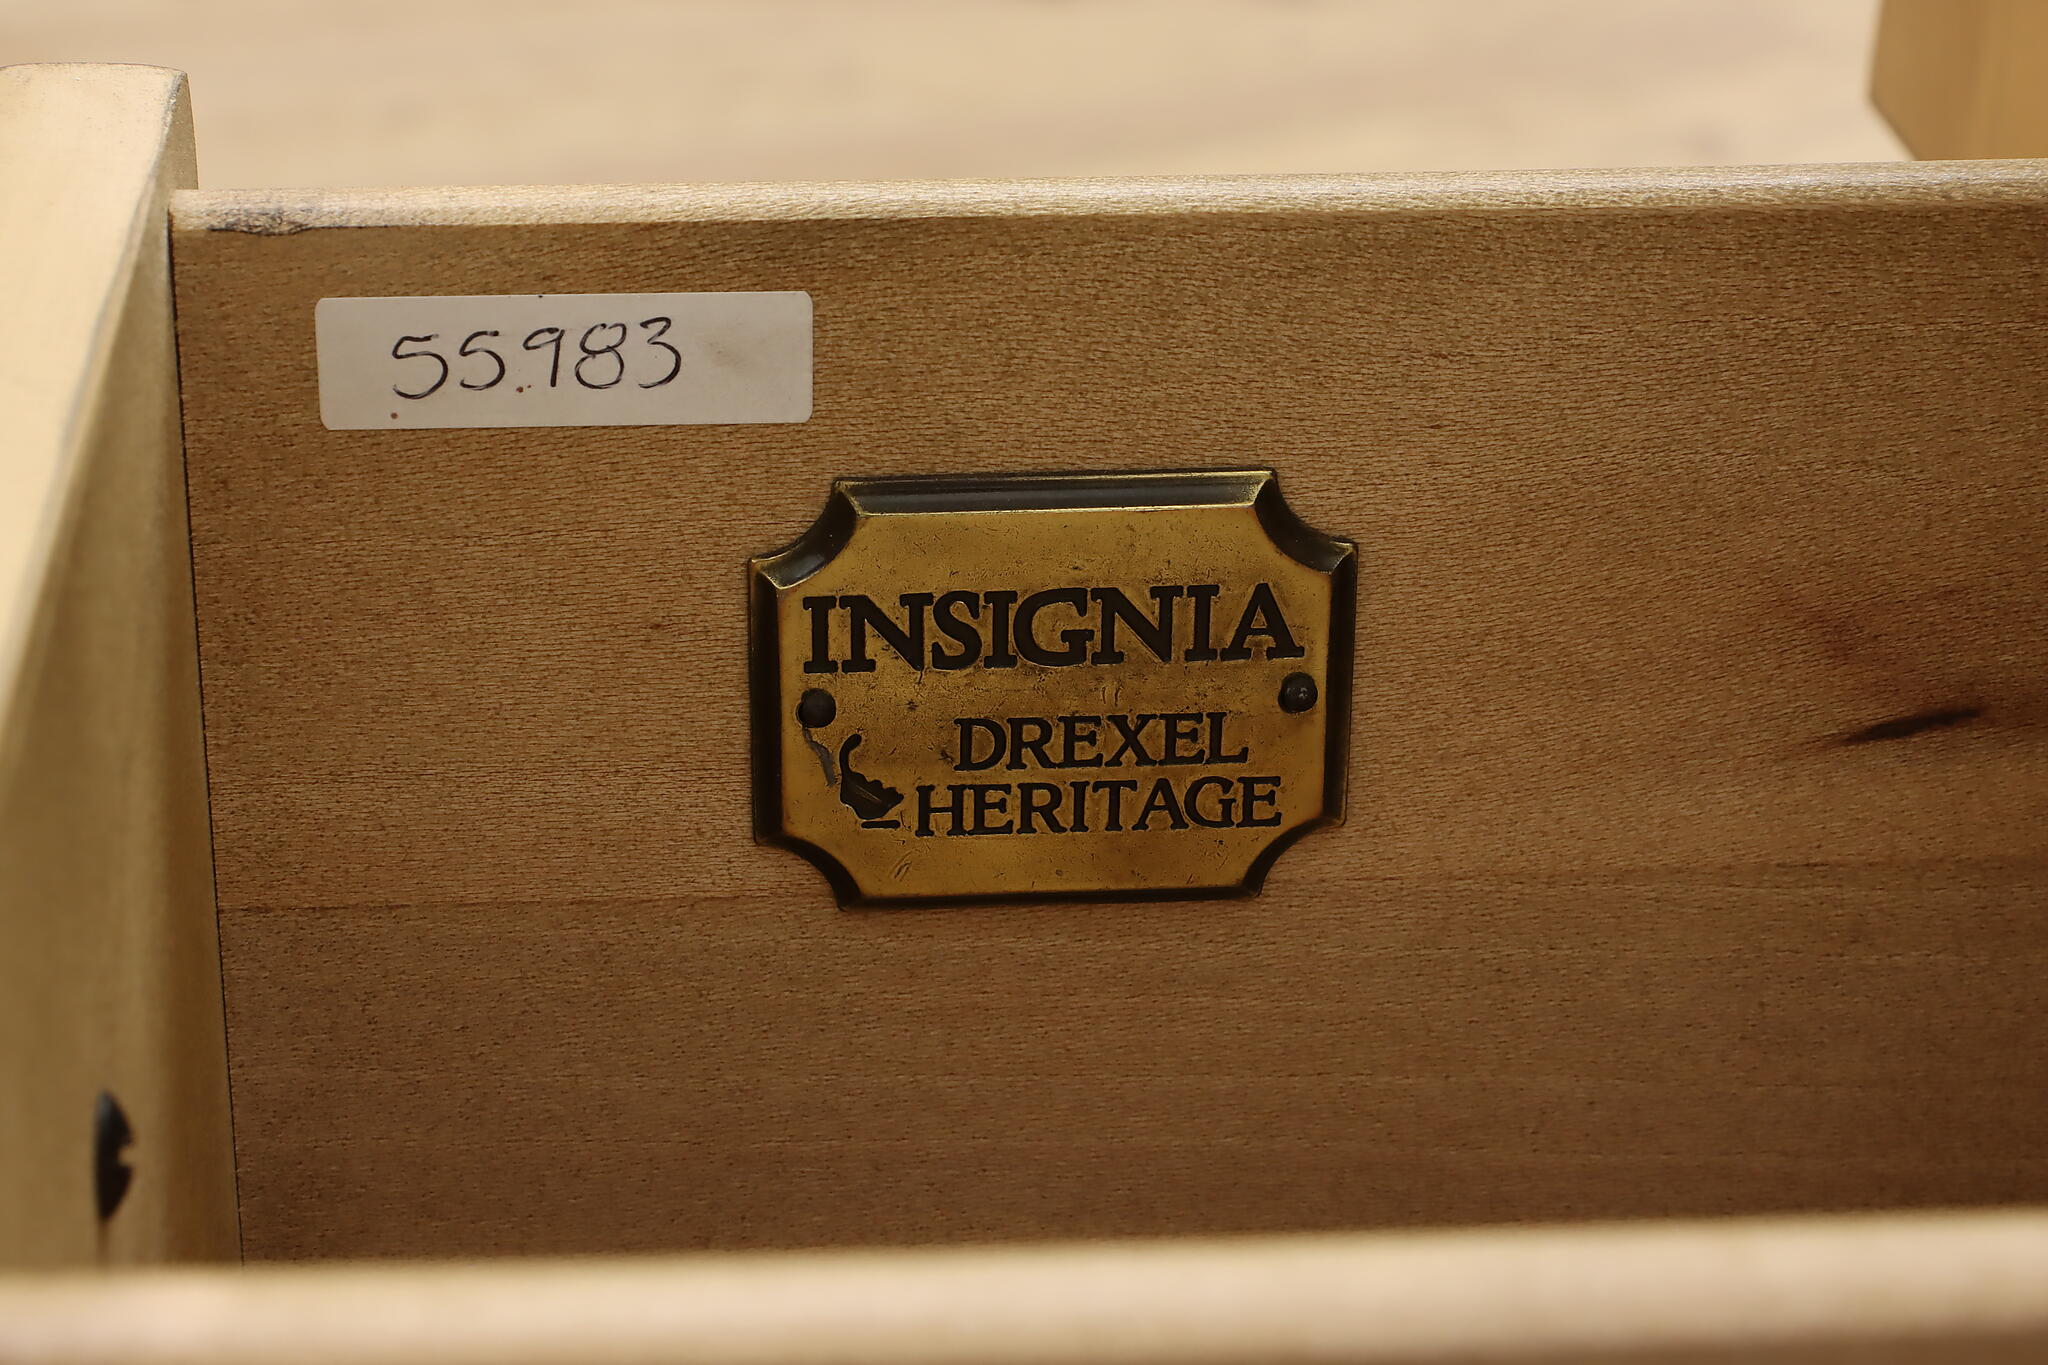 55983
INSIGNIA
DREXEL
HERITAGE